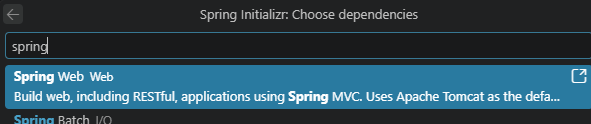 Spring Initializr: Choose dependencies
spring
Spring Web Web
Build web, including RESTful, applications using Spring MVC. Uses Apache Tomcat as the defa...
Spring Batch I/O